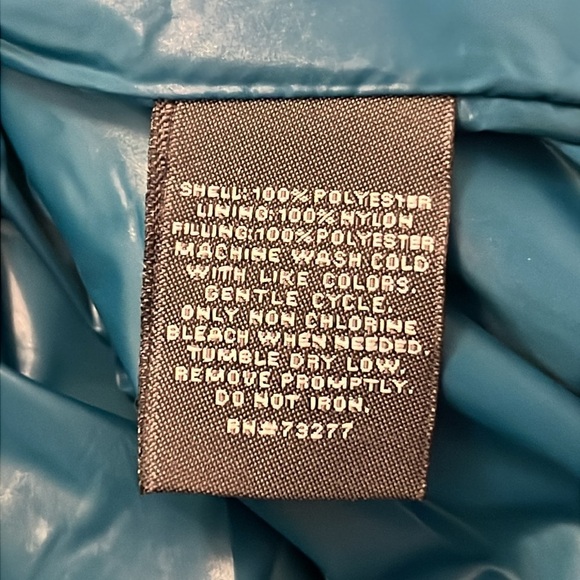 SHELL: 100% POLYESTER
LINING: 100% NYLON
FILLING: 100% POLYESTER
MACHINE WASH COLD
WITH LIKE COLORS.
GENTLE CYCLE.
ONLY NON CHLORINE
BLEACH WHEN NEEDED.
TUMBLE DRY LOW.
REMOVE PROMPTLY.
DO NOT IRON.
RN#73277